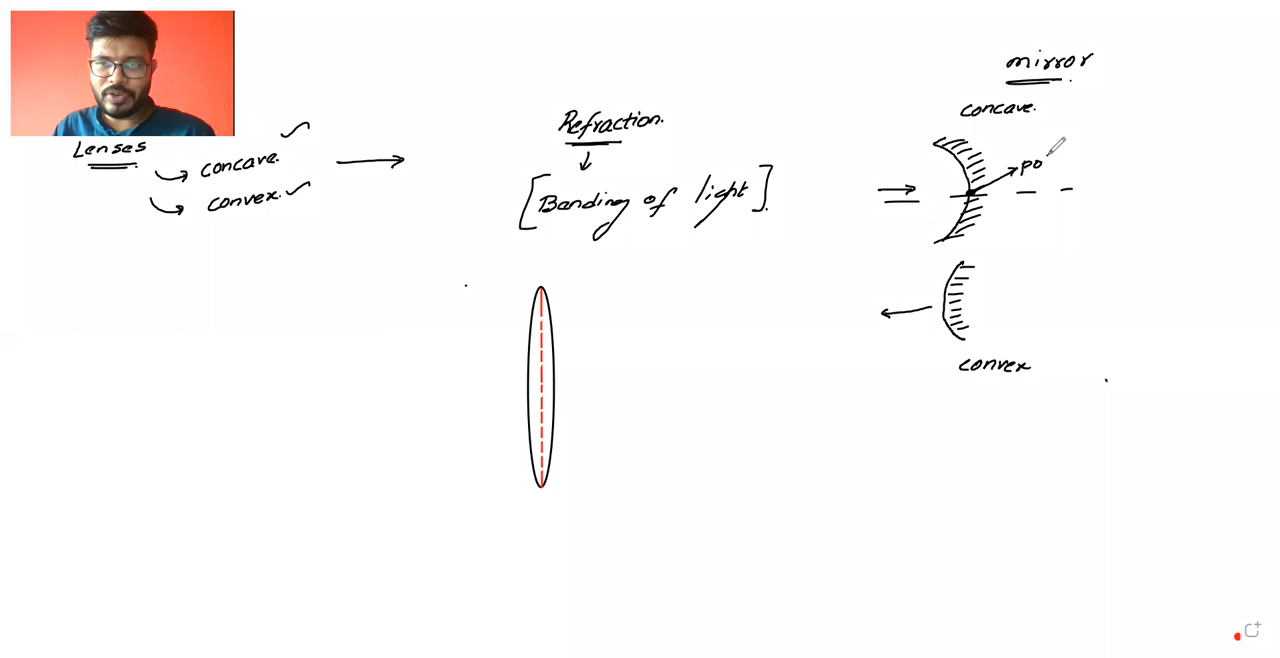 mirror
concave.
Refraction.
Lenses
concave.
convex.
[Banding of light].
po
convex